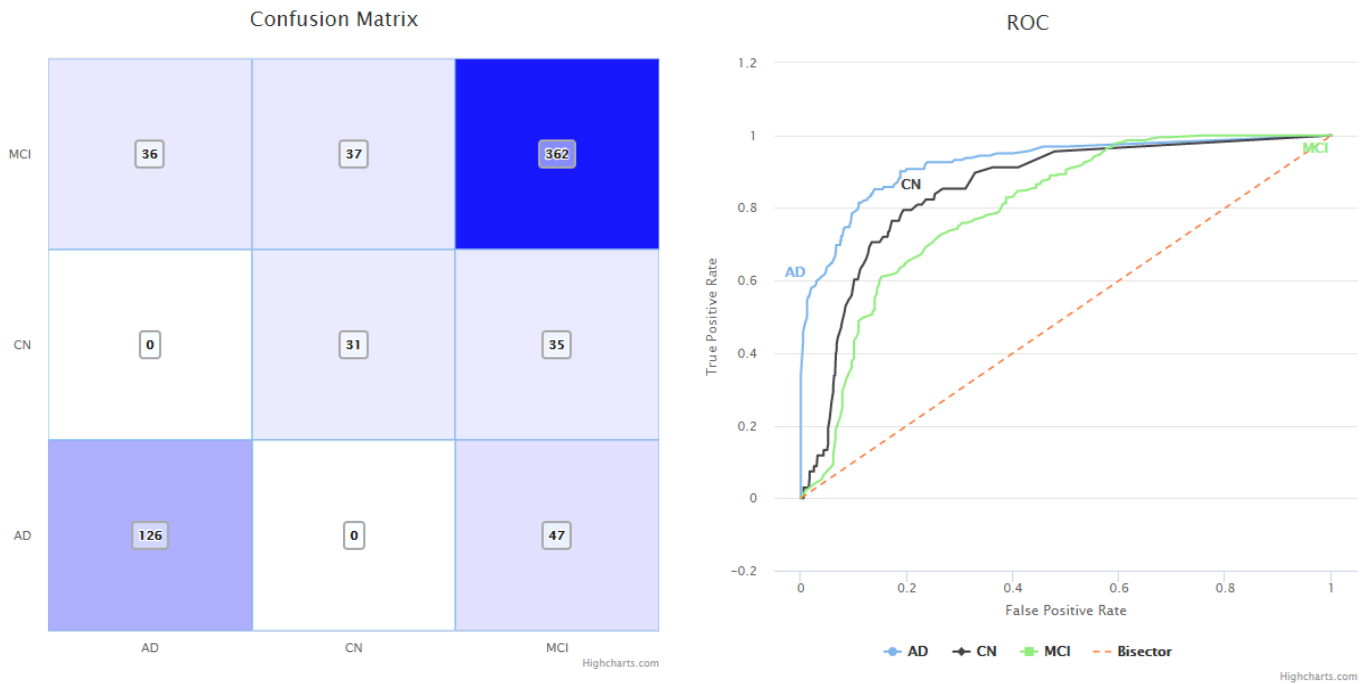 Confusion Matrix
MCI
36
37
362
CN
0
31
35
AD
126
0
47
AD
CN
MCI
Highcharts.com
ROC
1.2
1
0.8
0.6
0.4
0.2
0
-0.2
True Positive Rate
AD
CN
MCI
0
0.2
0.4
0.6
0.8
1
False Positive Rate
AD
CN
MCI
Bisector
Highcharts.com